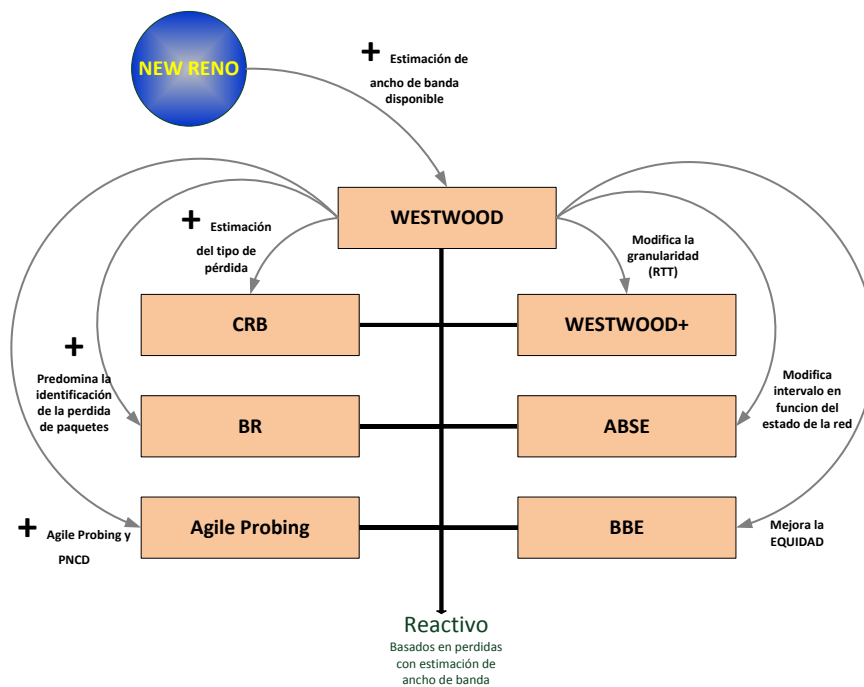 NEW RENO
+ Estimación de
ancho de banda
disponible
WESTWOOD
+ Estimación
del tipo de
pérdida
Modifica la
granularidad
(RTT)
CRB
WESTWOOD+
+
Predomina la
identificación
de la perdida
de paquetes
Modifica
intervalo en
funcion del
estado de la red
BR
ABSE
Agile Probing
BBE
+ Agile Probing y
PNCD
Mejora la
EQUIDAD
Reactivo
Basados en perdidas
con estimación de
ancho de banda